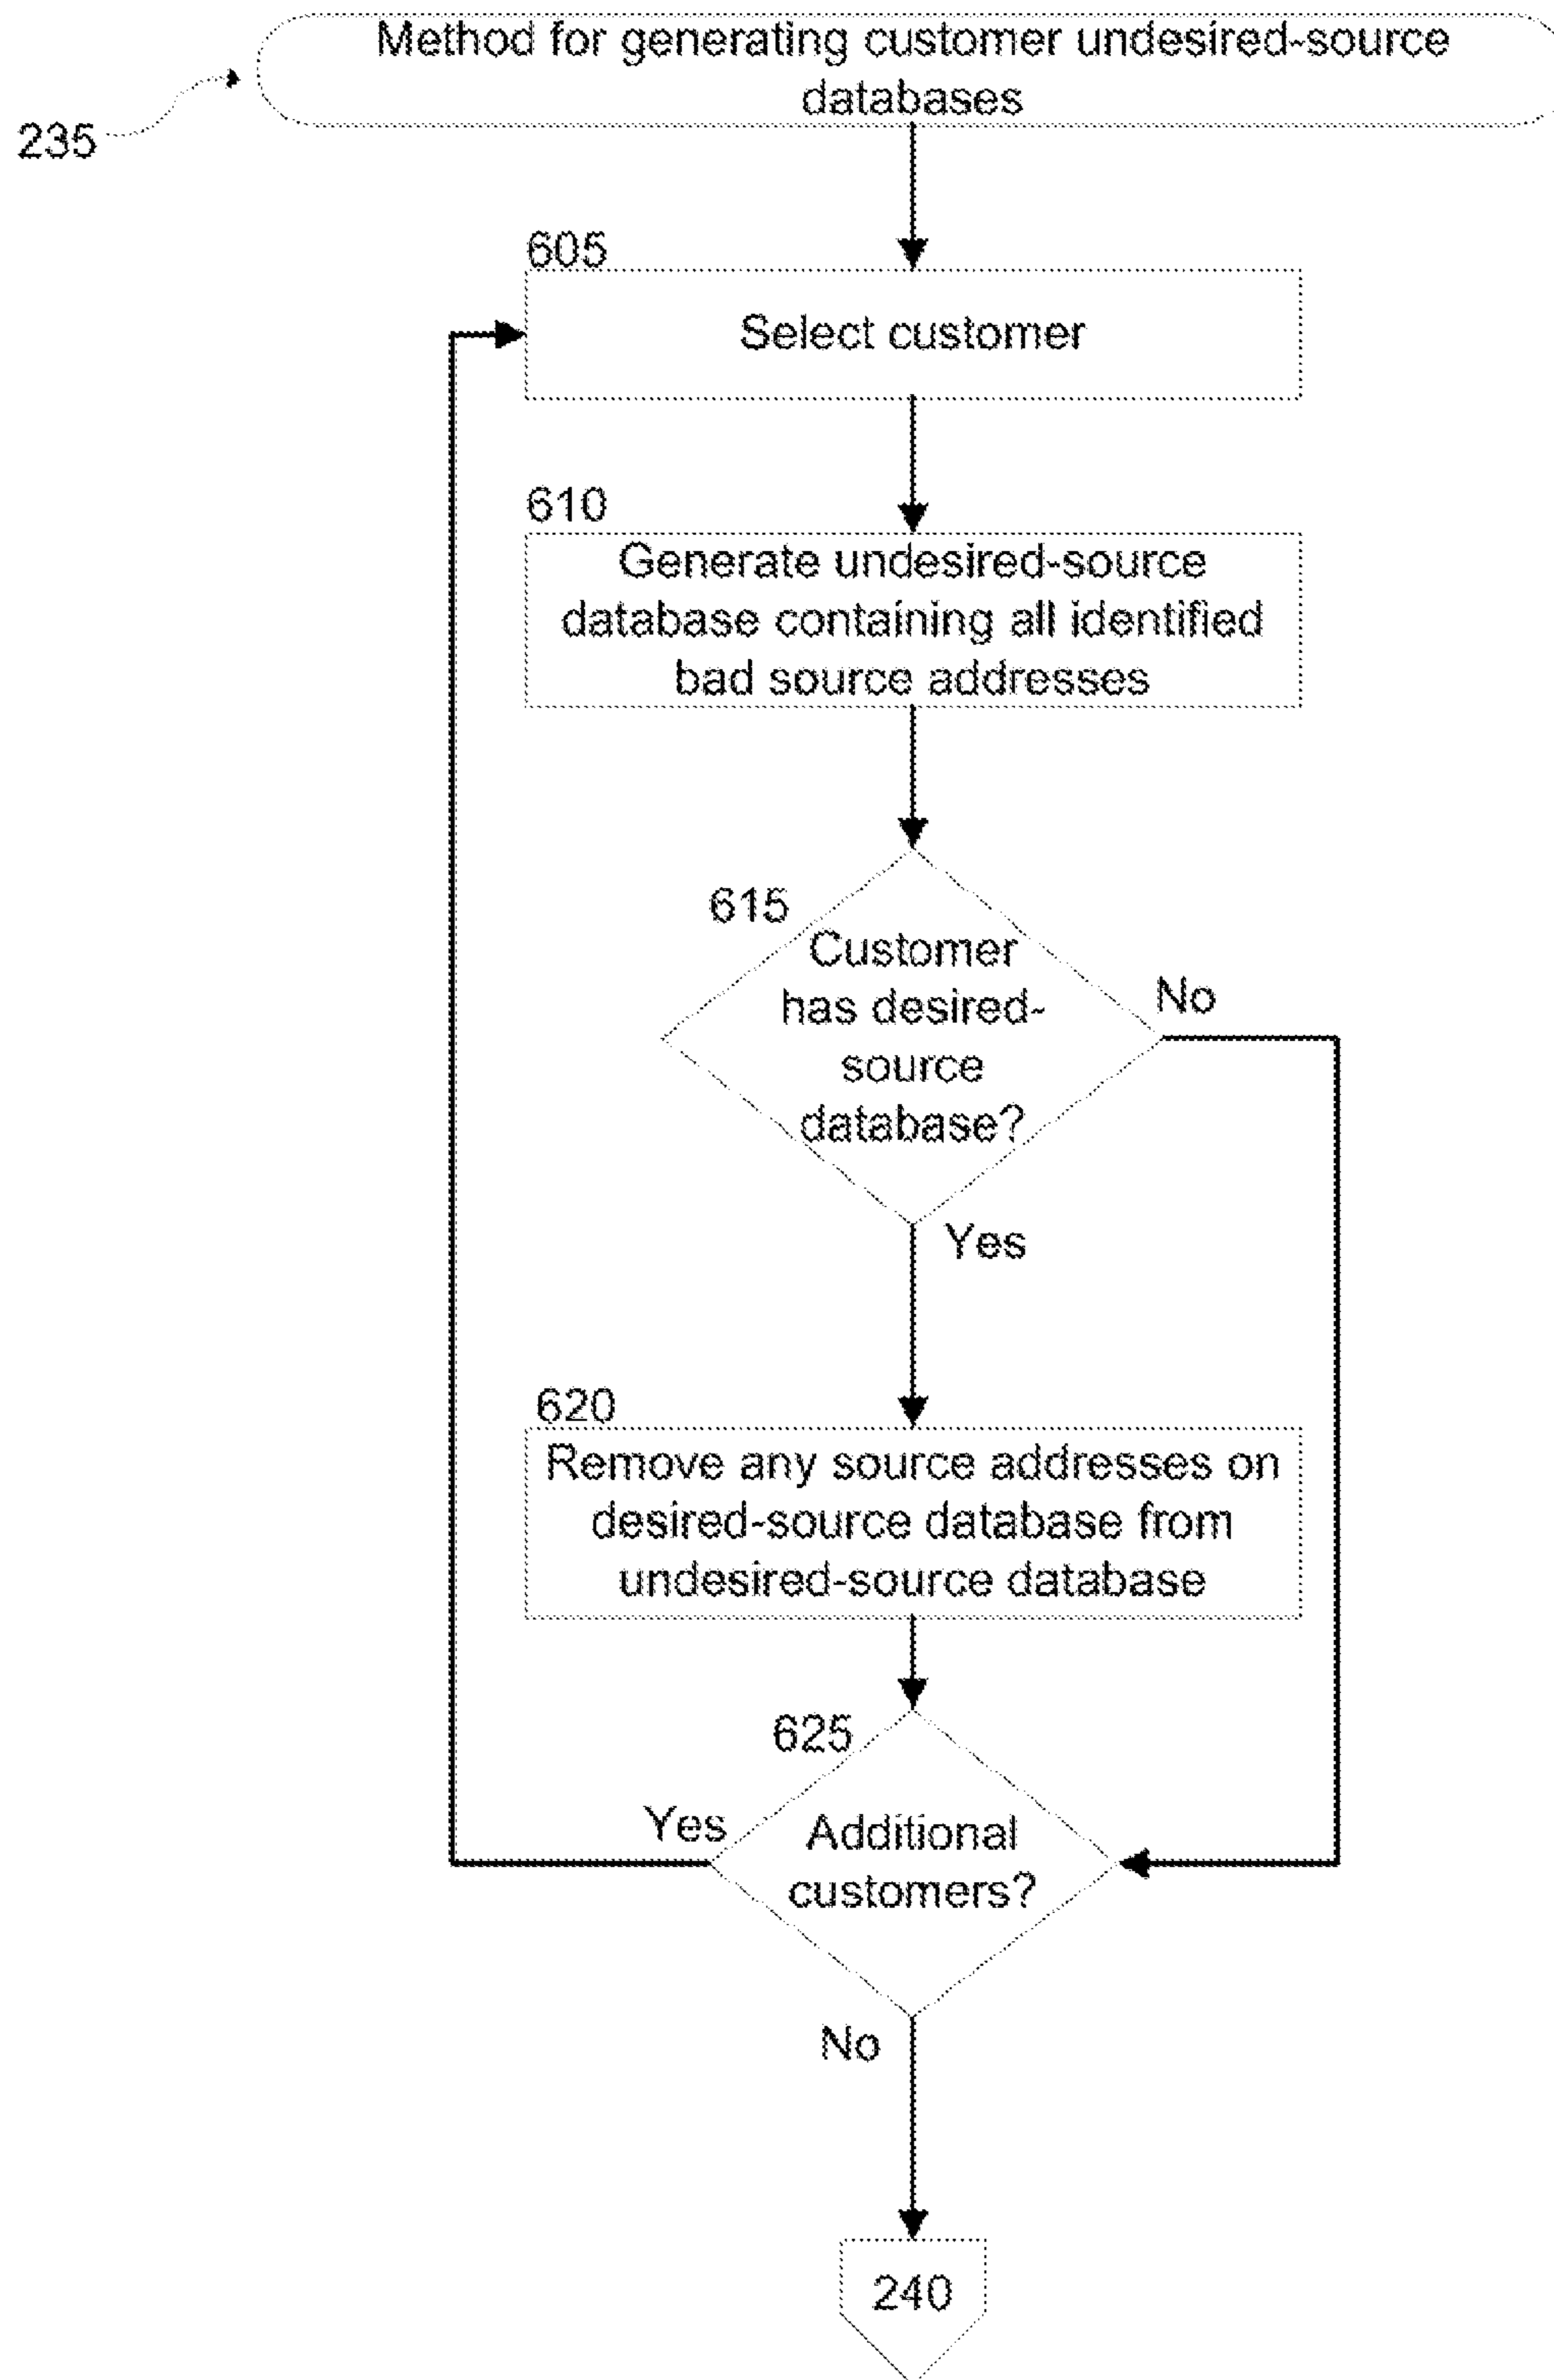 Method for generating customer undesired-source
databases
235
605
Select customer
610
Generate undesired-source
database containing all identified
bad source addresses
615
Customer
has desired-
source
database?
No
Yes
620
Remove any source addresses on
desired-source database from
undesired-source database
625
Yes
Additional
customers?
No
240